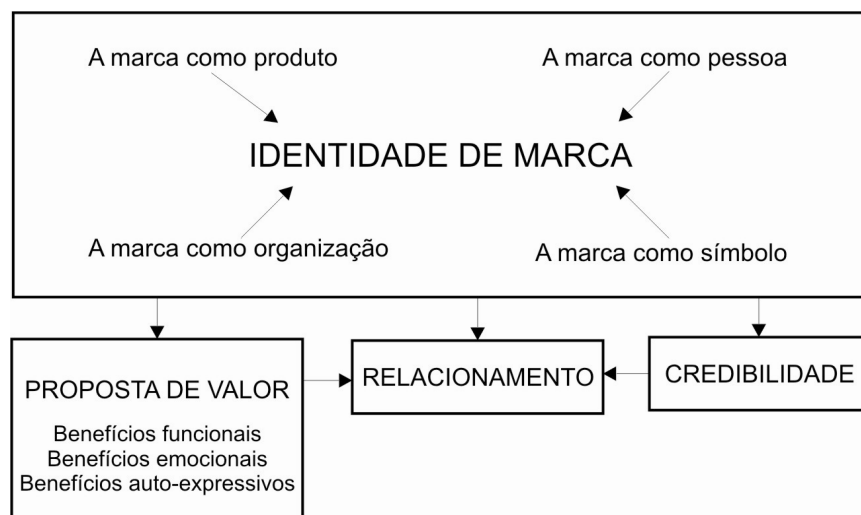 A marca como produto
A marca como pessoa
IDENTIDADE DE MARCA
A marca como organização
A marca como símbolo
PROPOSTA DE VALOR
Benefícios funcionais
Benefícios emocionais
Benefícios auto-expressivos
RELACIONAMENTO
CREDIBILIDADE